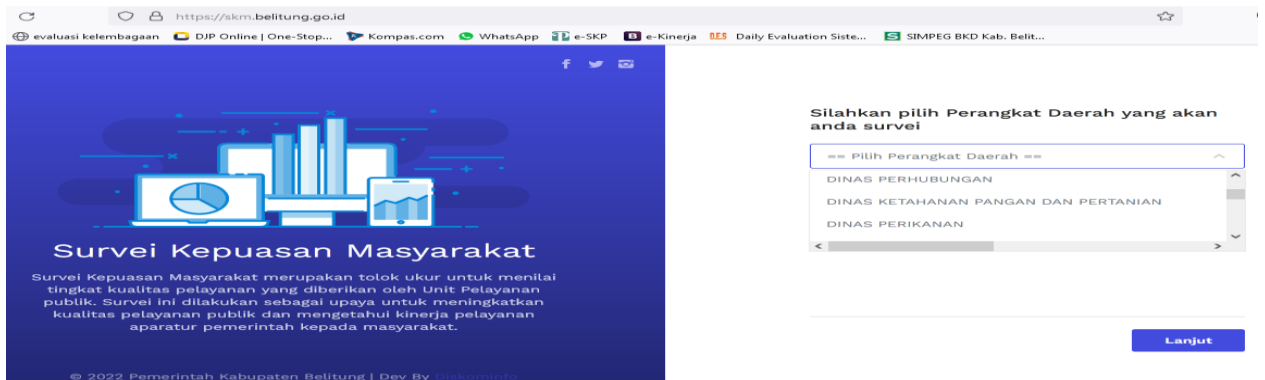 https://skm.belitung.go.id
evaluasi kelembagaan DJP Online | One-Stop... Kompas.com WhatsApp e-SKP e-Kinerja DES Daily Evaluation Siste... SIMPEG BKD Kab. Belit...
Survei Kepuasan Masyarakat
Survei Kepuasan Masyarakat merupakan tolok ukur untuk menilai
tingkat kualitas pelayanan yang diberikan oleh Unit Pelayanan
publik. Survei ini dilakukan sebagai upaya untuk meningkatkan
kualitas pelayanan publik dan mengetahui kinerja pelayanan
aparatur pemerintah kepada masyarakat.
© 2022 Pemerintah Kabupaten Belitung | Dev By Diskominfo
Silahkan pilih Perangkat Daerah yang akan
anda survei
== Pilih Perangkat Daerah ==
DINAS PERHUBUNGAN
DINAS KETAHANAN PANGAN DAN PERTANIAN
DINAS PERIKANAN
Lanjut